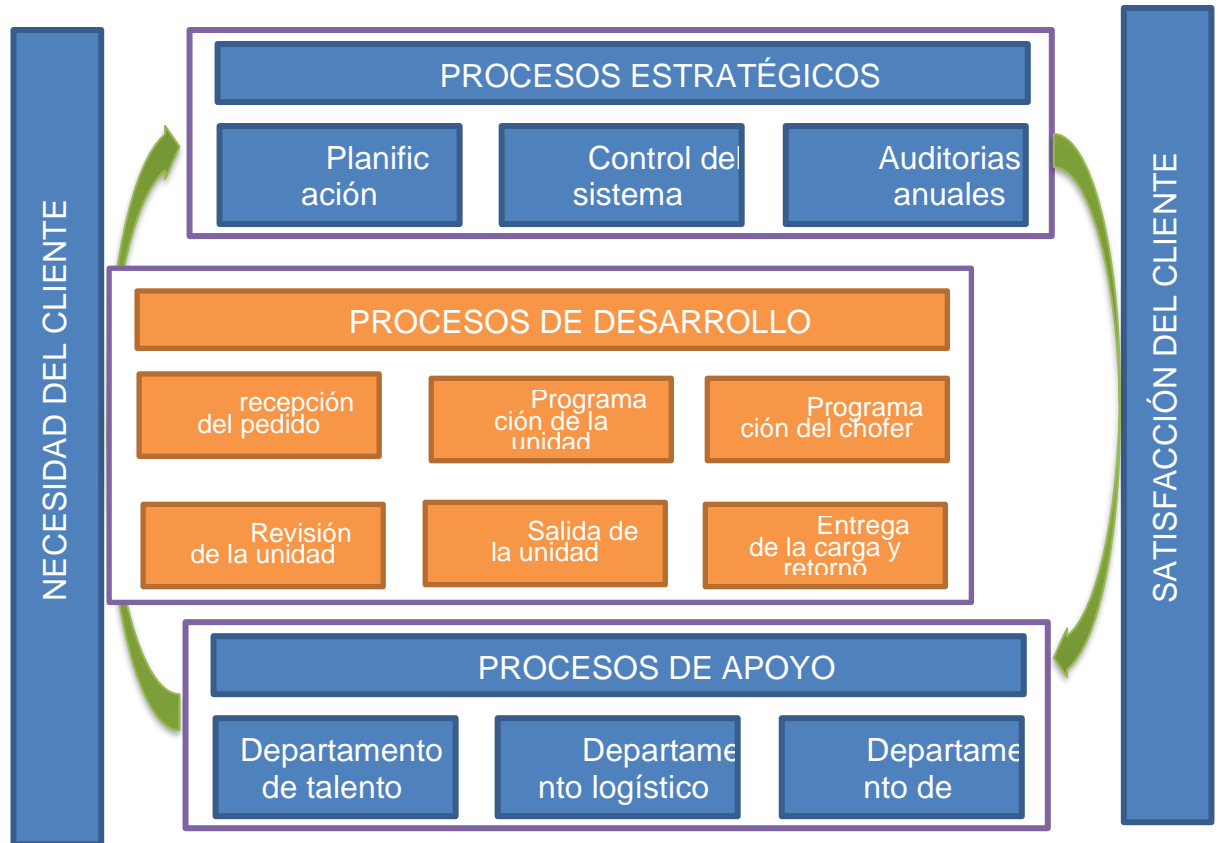 NECESIDAD DEL CLIENTE
PROCESOS ESTRATÉGICOS
Planific
ación
Control del
sistema
Auditorias
anuales
PROCESOS DE DESARROLLO
recepción
del pedido
Programa
ción de la
unidad
Programa
ción del chofer
Revisión
de la unidad
Salida de
la unidad
Entrega
de la carga y
retorno
PROCESOS DE APOYO
Departamento
de talento
Departame
nto logístico
Departame
nto de
SATISFACCIÓN DEL CLIENTE